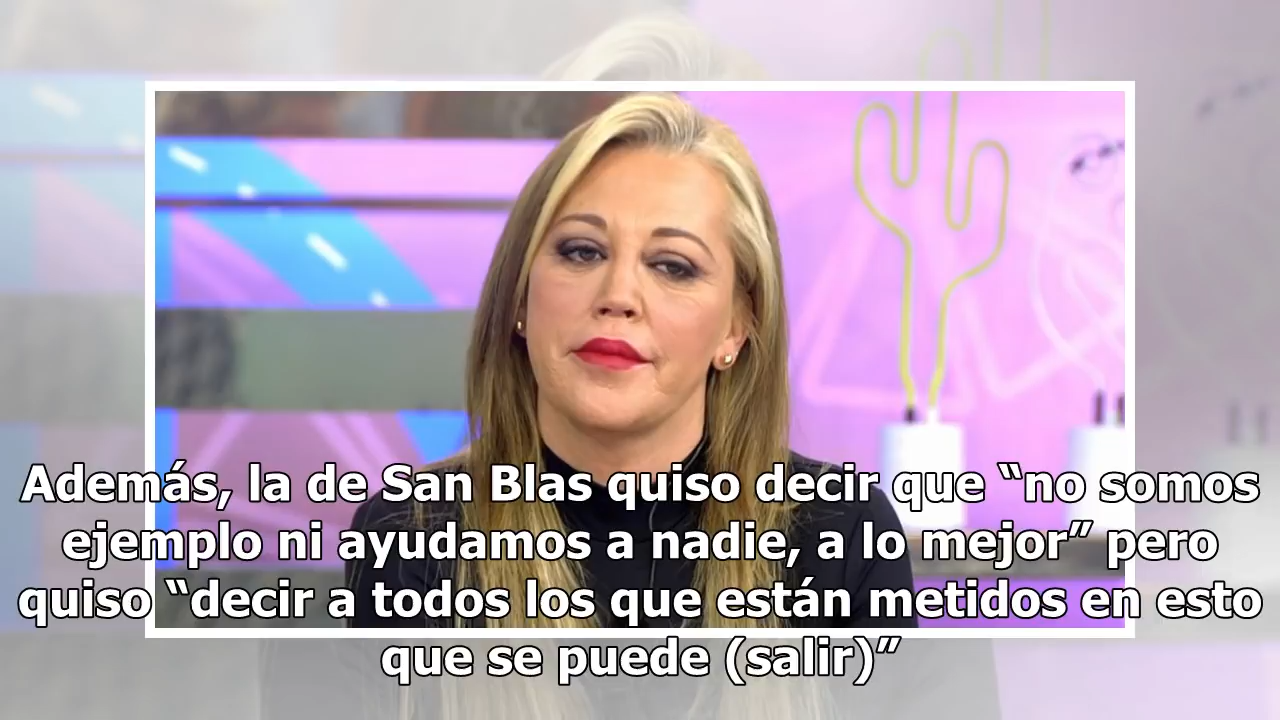 Además, la de San Blas quiso decir que “no somos
ejemplo ni ayudamos a nadie, a lo mejor” pero
quiso “decir a todos los que están metidos en esto
que se puede (salir)”